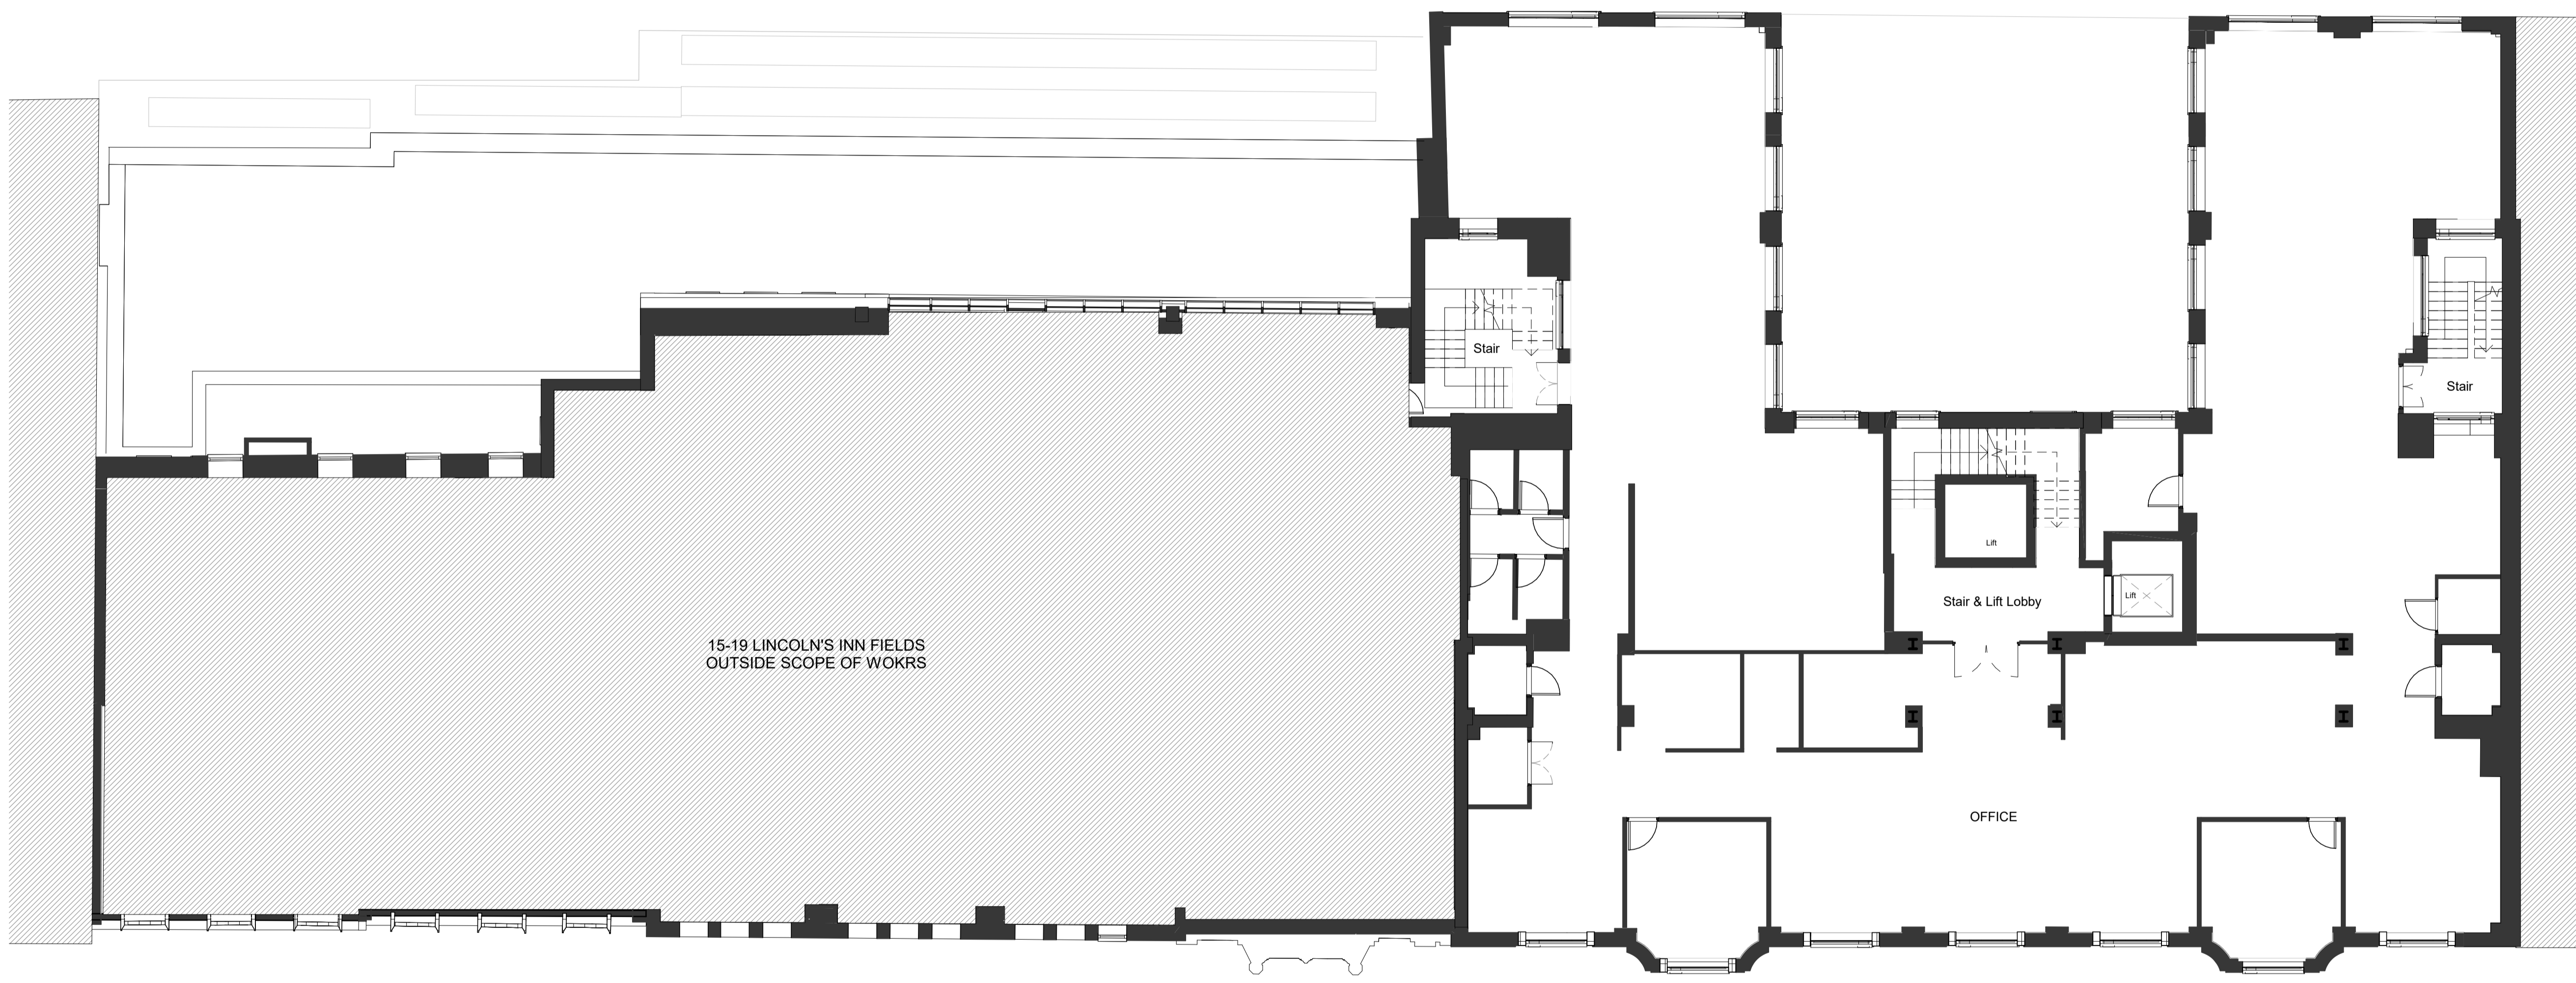 Stair
Stair
Lift
Lift
Stair & Lift Lobby
15-19 LINCOLN'S INN FIELDS
OUTSIDE SCOPE OF WOKRS
OFFICE